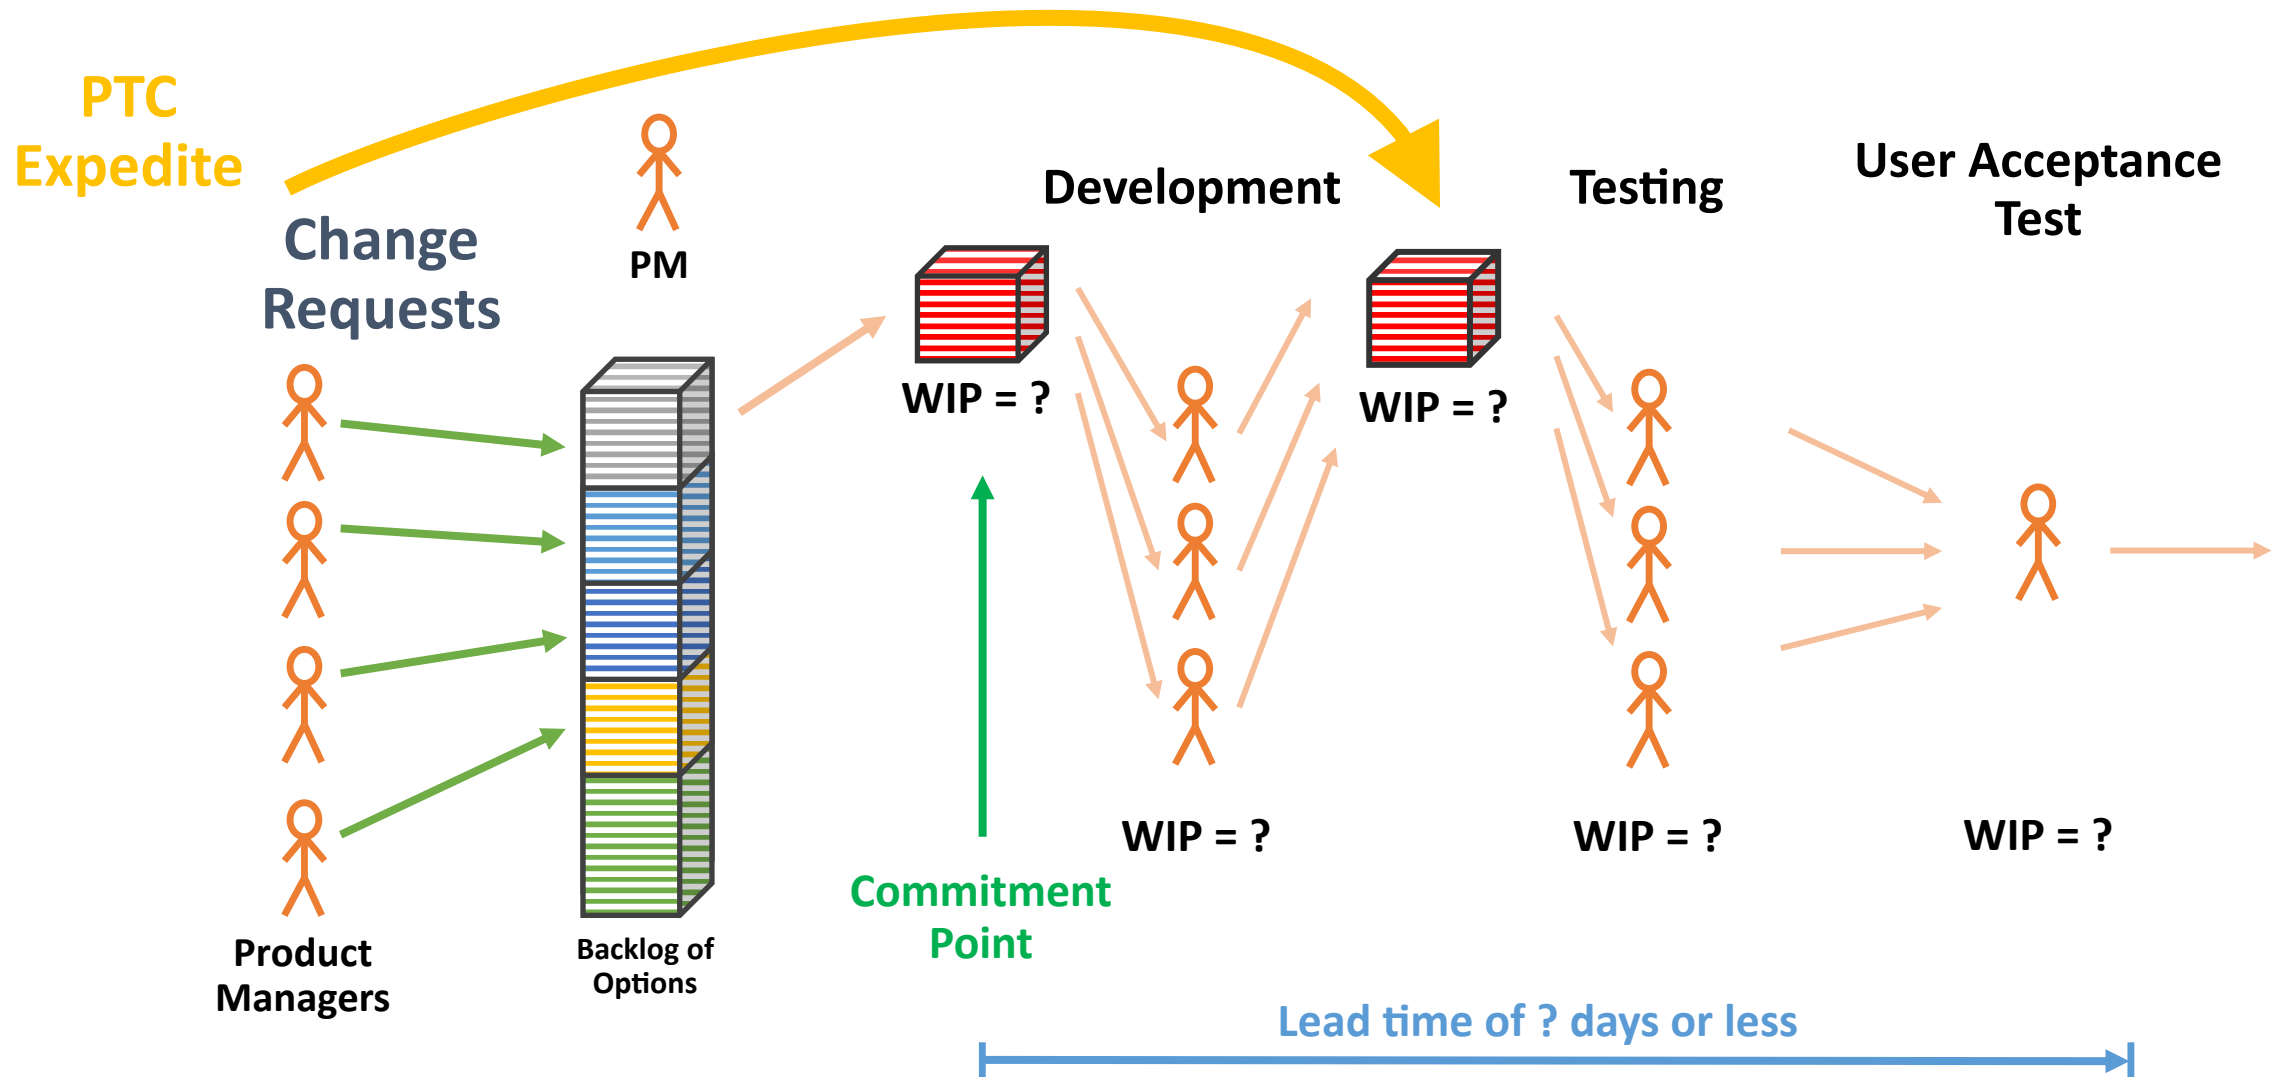 PTC
Expedite
Change
Requests
PM
Development
Testing
User Acceptance
Test
WIP = ?
WIP = ?
WIP = ?
WIP = ?
WIP = ?
Commitment
Point
Product
Managers
Backlog of
Options
Lead time of ? days or less